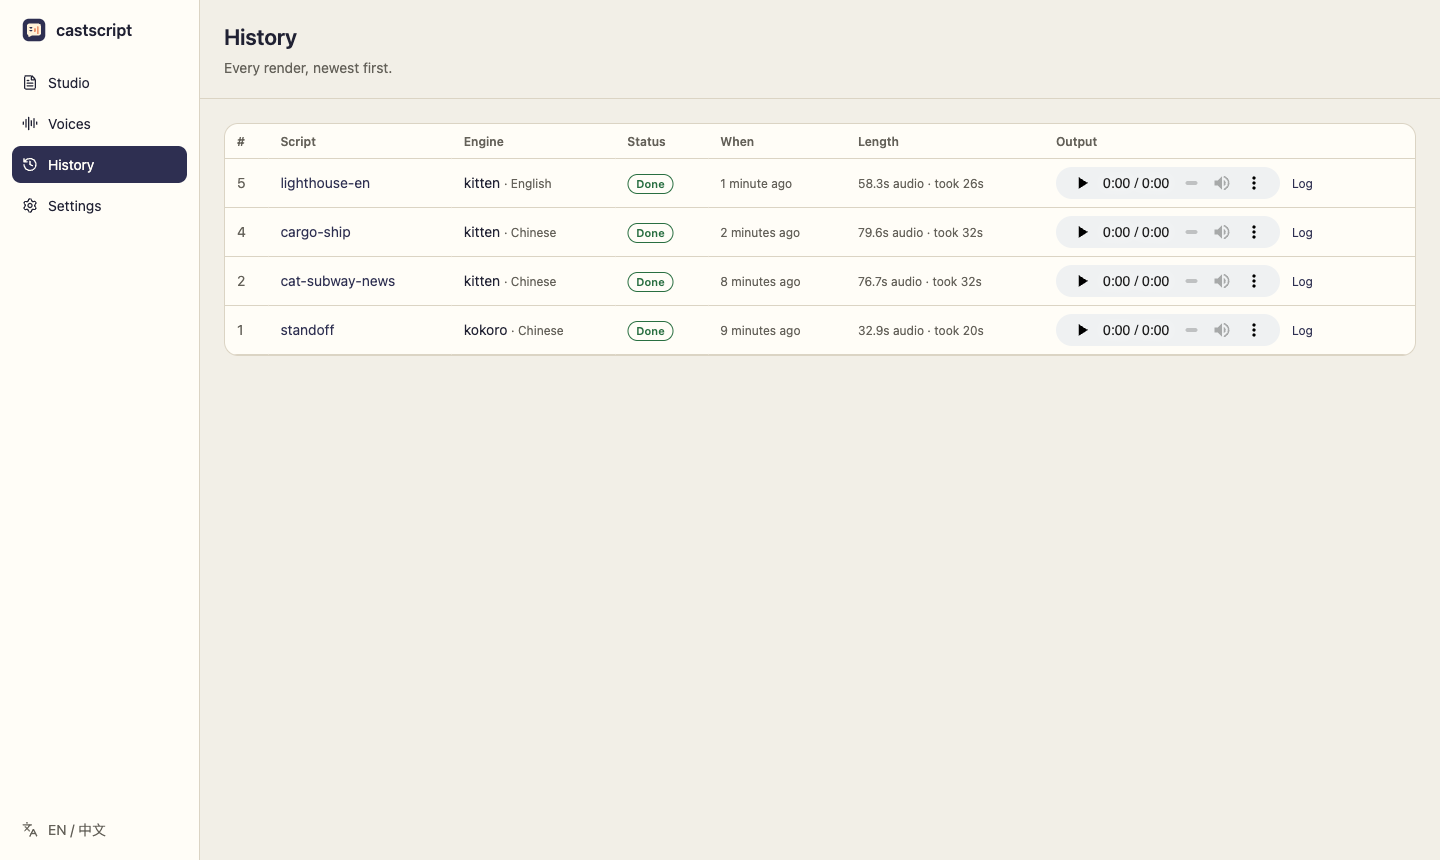 castscript
Studio
Voices
History
Settings
EN / 中文
History
Every render, newest first.
# Script Engine Status When Length Output
5 lighthouse-en kitten · English Done 1 minute ago 58.3s audio · took 26s 0:00 / 0:00 Log
4 cargo-ship kitten · Chinese Done 2 minutes ago 79.6s audio · took 32s 0:00 / 0:00 Log
2 cat-subway-news kitten · Chinese Done 8 minutes ago 76.7s audio · took 32s 0:00 / 0:00 Log
1 standoff kokoro · Chinese Done 9 minutes ago 32.9s audio · took 20s 0:00 / 0:00 Log